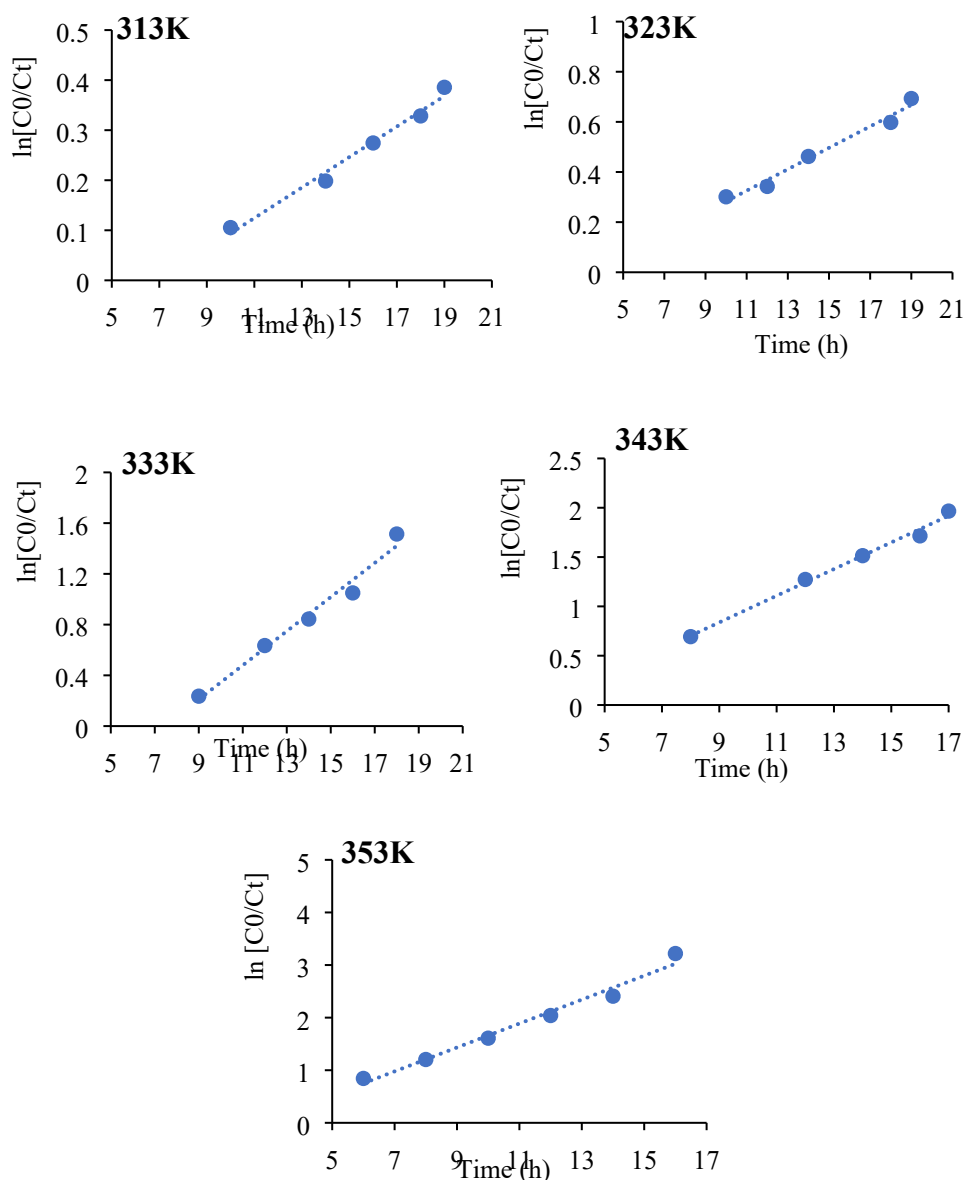 313K
ln[C0/Ct]
0.5
0.4
0.3
0.2
0.1
0
5 7 9 11 13 15 17 19 21
Time (h)
323K
ln[C0/Ct]
1
0.8
0.6
0.4
0.2
0
5 7 9 11 13 15 17 19 21
Time (h)
333K
ln[C0/Ct]
2
1.6
1.2
0.8
0.4
0
5 7 9 11 13 15 17 19 21
Time (h)
343K
ln[C0/Ct]
2.5
2
1.5
1
0.5
0
5 7 9 11 13 15 17
Time (h)
353K
ln [C0/Ct]
5
4
3
2
1
0
5 7 9 11 13 15 17
Time (h)